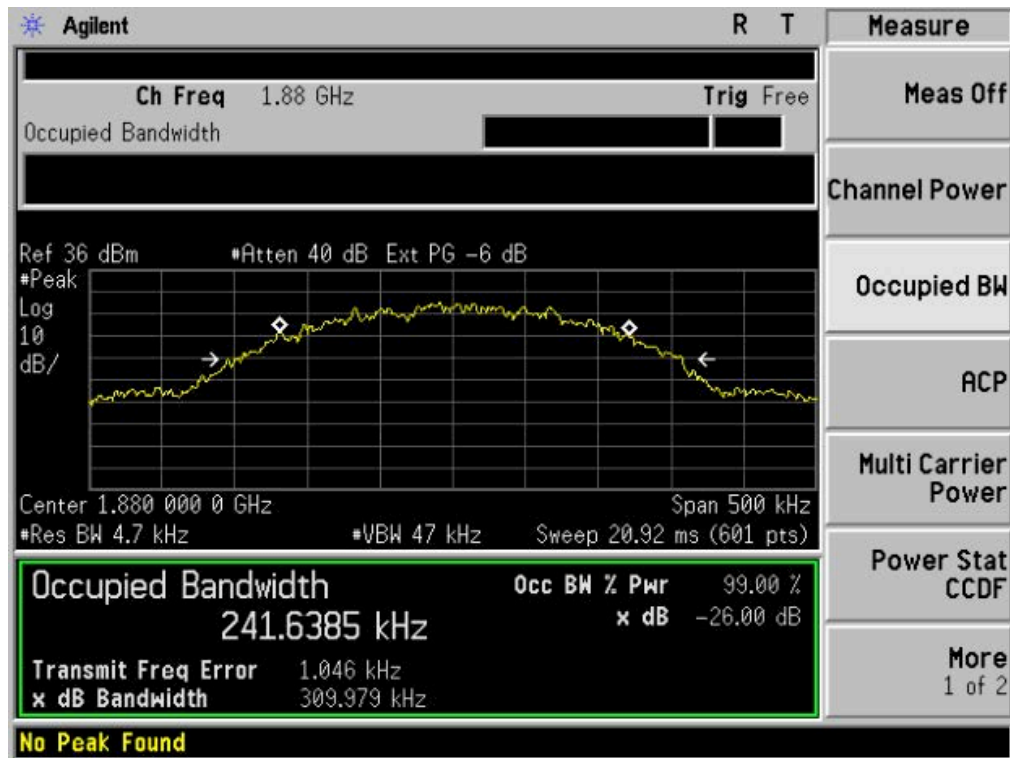 Agilent R T
Measure
Meas Off
Channel Power
Occupied BW
ACP
Multi Carrier
Power
Power Stat
CCDF
More
1 of 2
Ch Freq 1.88 GHz Trig Free
Occupied Bandwidth
Ref 36 dBm #Atten 40 dB Ext PG -6 dB
#Peak
Log
10
dB/
Center 1.880 000 0 GHz Span 500 kHz
#Res BW 4.7 kHz #VBW 47 kHz Sweep 20.92 ms (601 pts)
Occupied Bandwidth Occ BW % Pwr 99.00 %
241.6385 kHz x dB -26.00 dB
Transmit Freq Error 1.046 kHz
x dB Bandwidth 309.979 kHz
No Peak Found